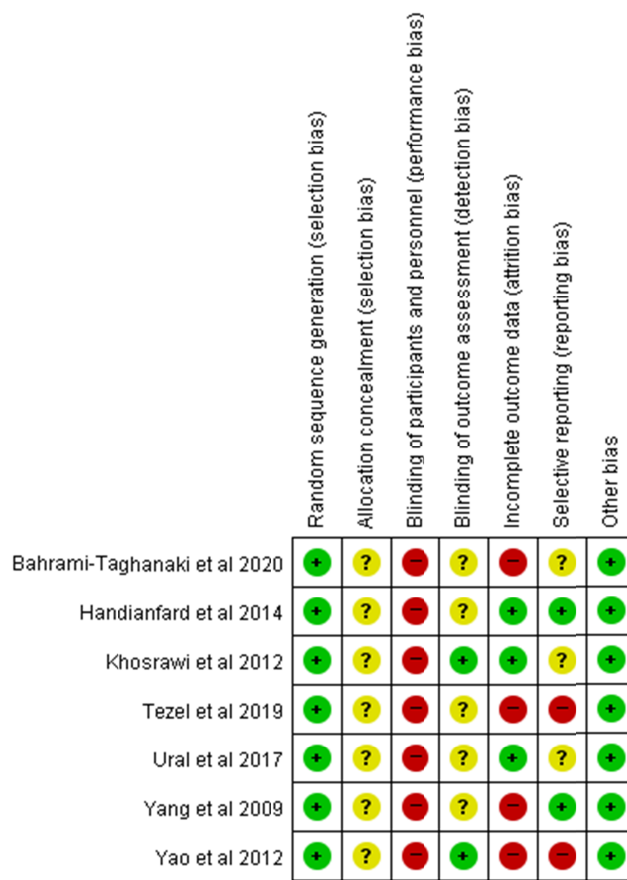 Random sequence generation (selection bias)
Allocation concealment (selection bias)
Blinding of participants and personnel (performance bias)
Blinding of outcome assessment (detection bias)
Incomplete outcome data (attrition bias)
Selective reporting (reporting bias)
Other bias
Bahrami-Taghanaki et al 2020 + ? - ? - ? +
Handianfard et al 2014 + ? - ? + + +
Khosrawi et al 2012 + ? - + + ? +
Tezel et al 2019 + ? - ? - - +
Ural et al 2017 + ? - ? + ? +
Yang et al 2009 + ? - ? - + +
Yao et al 2012 + ? - + - - +